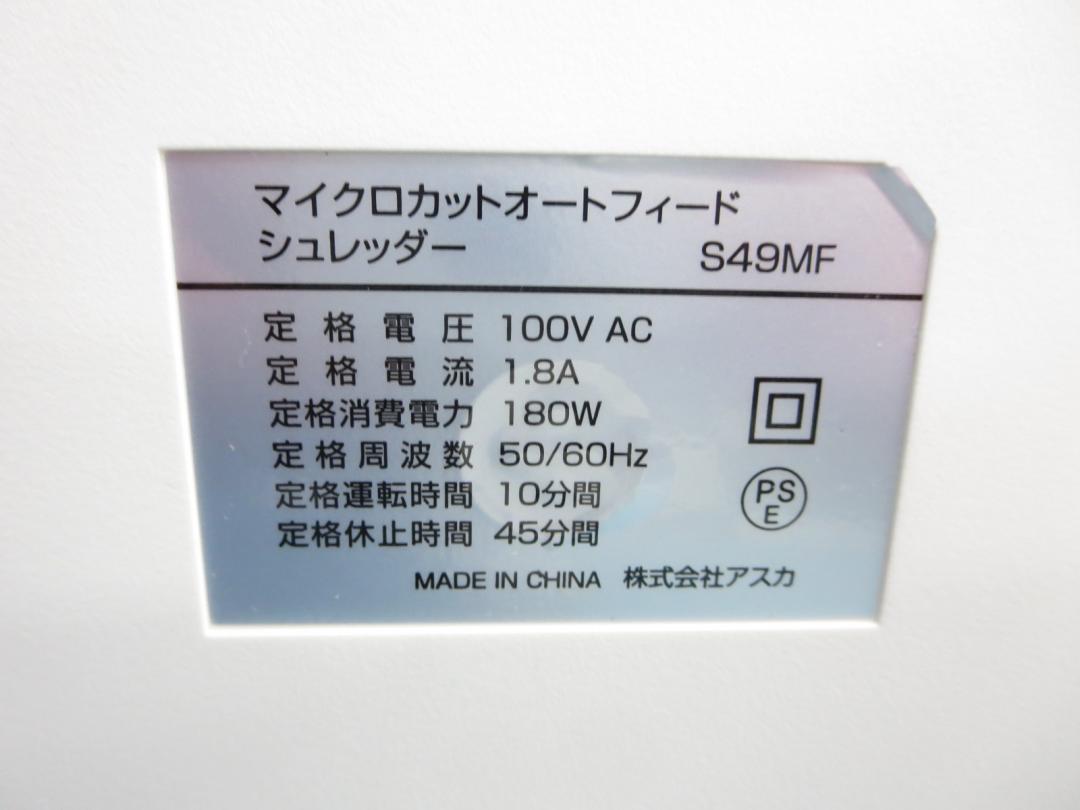 マイクロカットオートフィード
シュレッダー S49MF
定格電圧 100V AC
定格電流 1.8A
定格消費電力 180W
定格周波数 50/60Hz
定格運転時間 10分間
定格休止時間 45分間
PS
E
MADE IN CHINA 株式会社アスカ